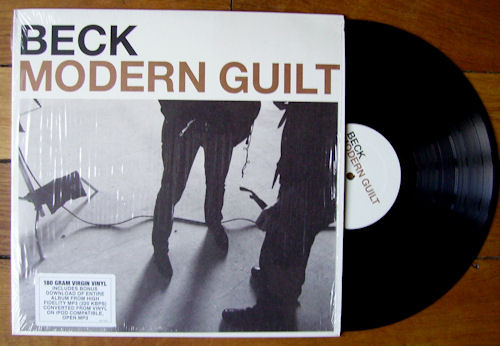 BECK
MODERN GUILT
BECK
MODERN GUILT
180 GRAM VIRGIN VINYL
INCLUDES BONUS
DOWNLOAD OF ENTIRE
ALBUM FROM HIGH
FIDELITY MP3 (320 KBPS)
CONVERTED FROM VINYL
ON IPOD COMPATIBLE,
OPEN MP3